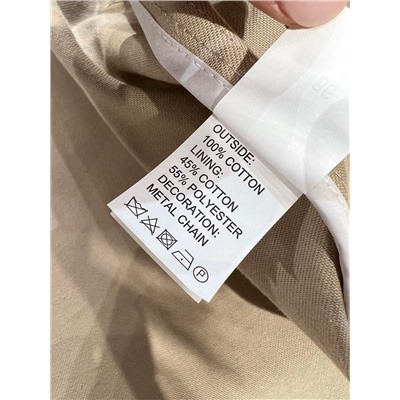 OUTSIDE:
100% COTTON
LINING:
45% COTTON
55% POLYESTER
DECORATION:
METAL CHAIN
P